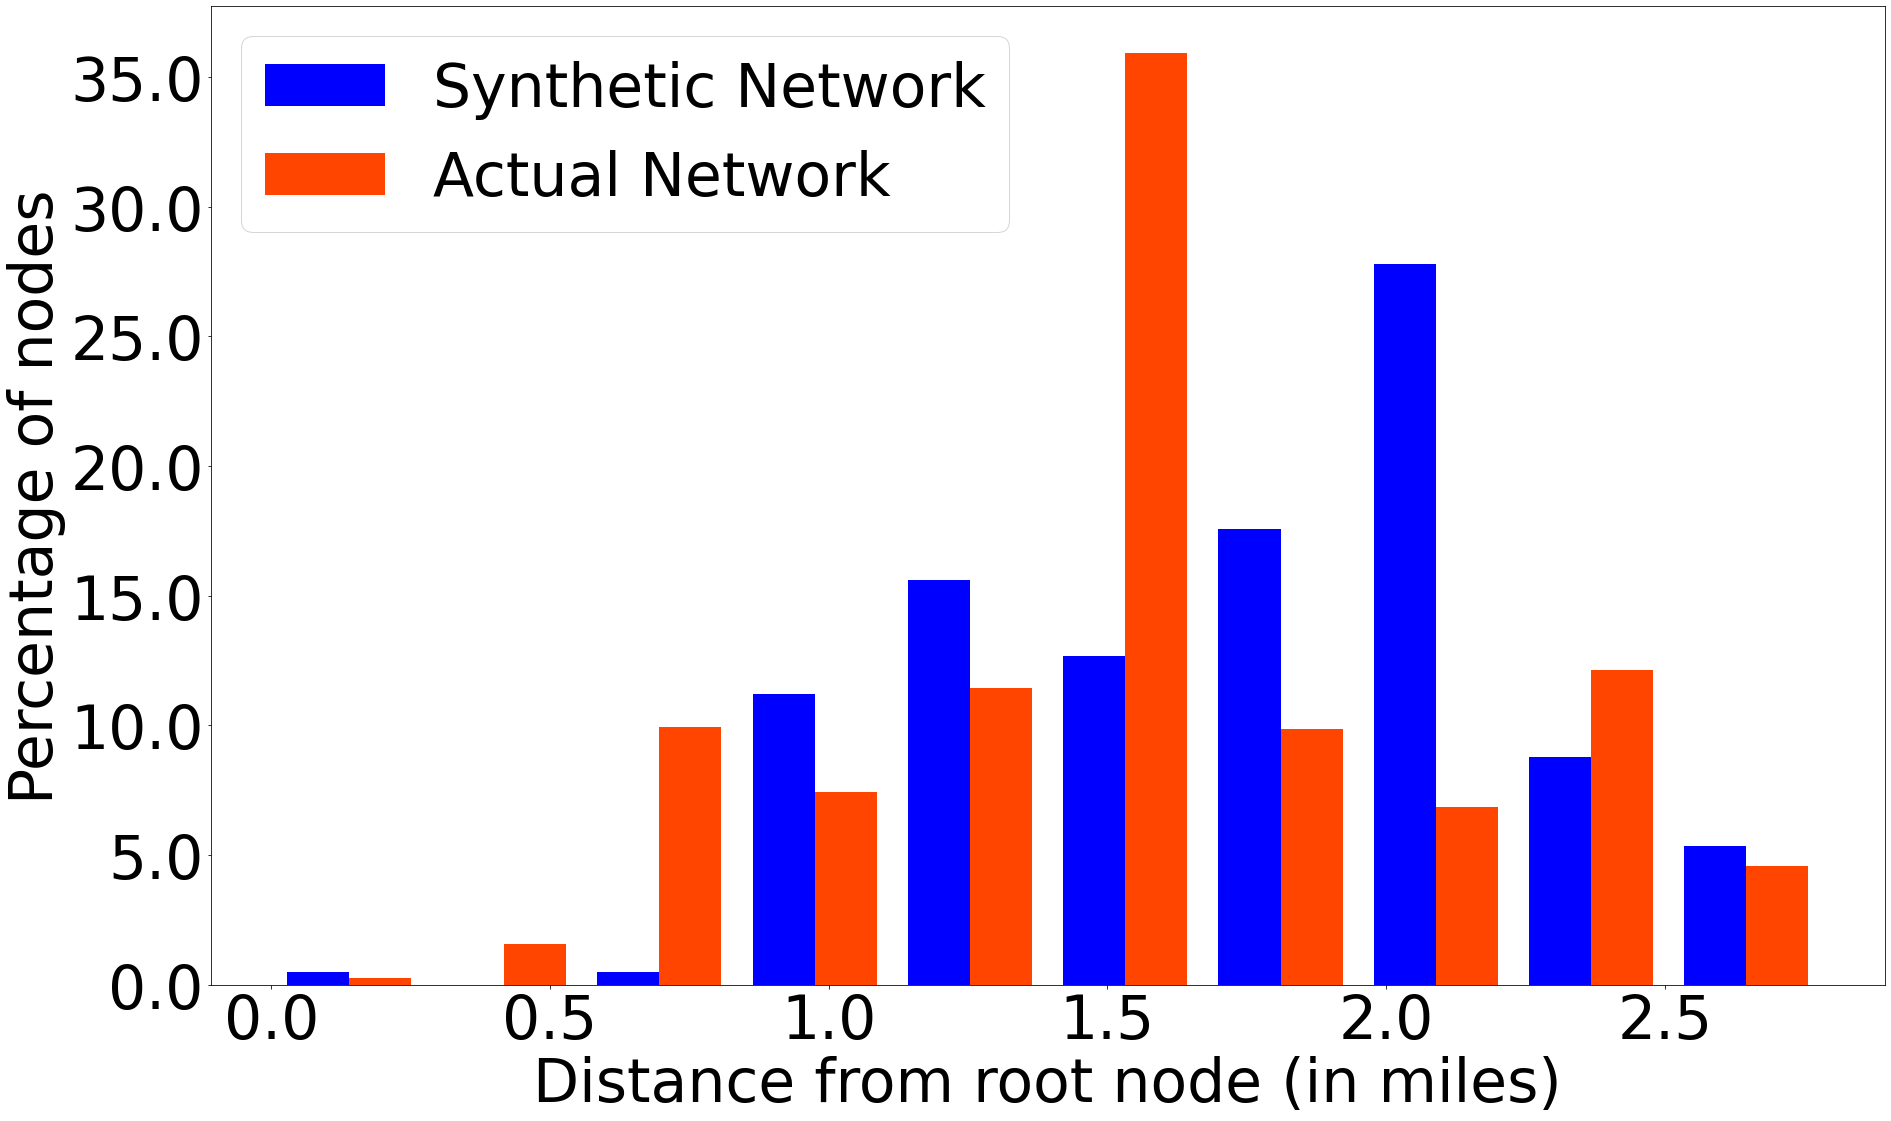 Synthetic Network
Actual Network
Percentage of nodes
35.0
30.0
25.0
20.0
15.0
10.0
5.0
0.0
0.0 0.5 1.0 1.5 2.0 2.5
Distance from root node (in miles)